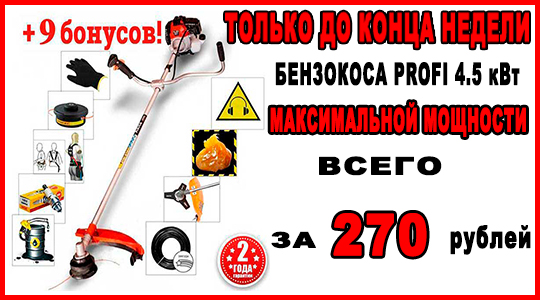 + 9 бонусов!
ТОЛЬКО ДО КОНЦА НЕДЕЛИ
БЕНЗОКОСА PROFI 4.5 кВт
МАКСИМАЛЬНОЙ МОЩНОСТИ
ВСЕГО
ЗА 270 рублей
2
ГОДА
гарантии